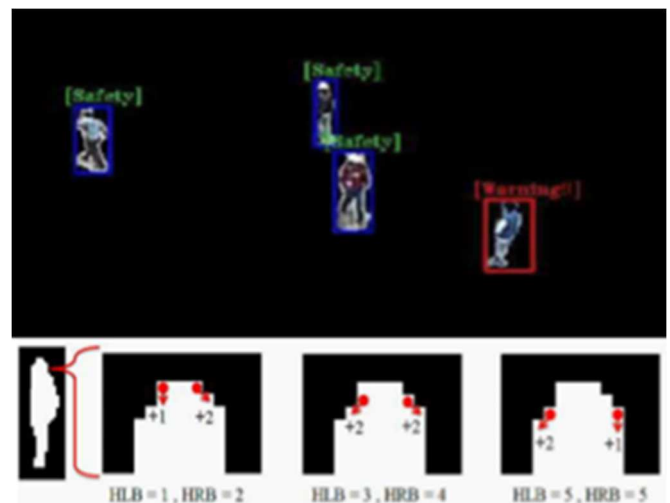 [Safety]
[Safety]
[Safety]
[Warning!!]
+1
+2
+2
+2
+2
+1
HLB = 1 , HRB = 2
HLB = 3 , HRB = 4
HLB = 5 , HRB = 5